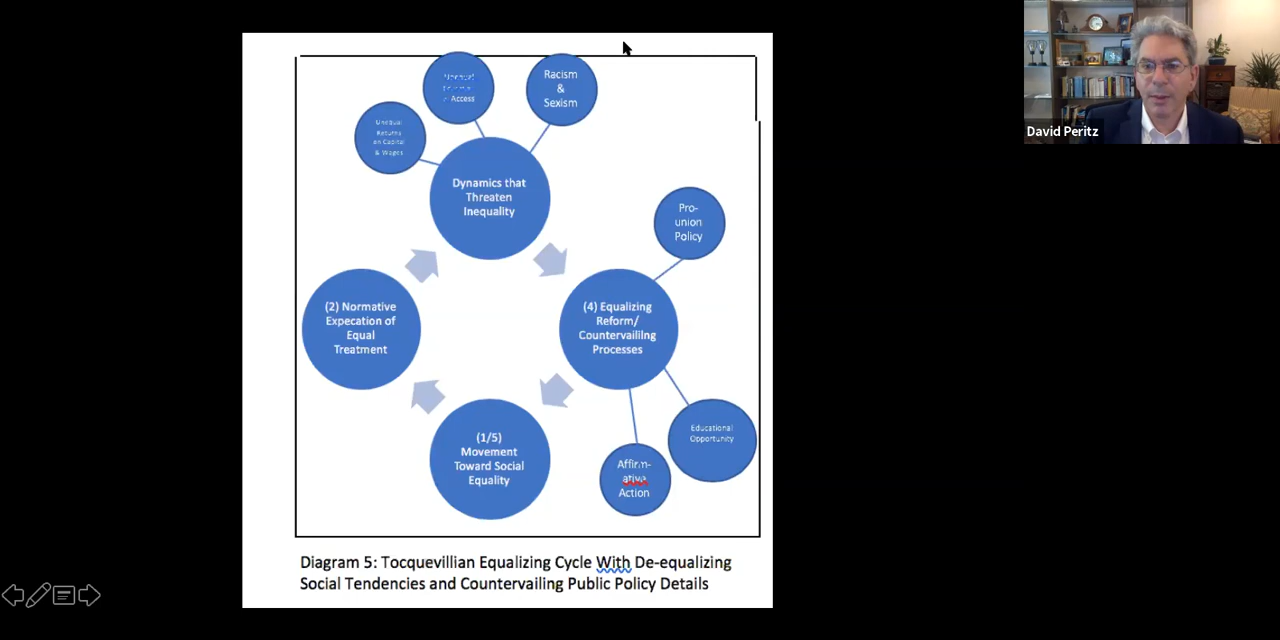 Access
Racism
&
Sexism
Unequal
Returns
on Capital
& Wages
Dynamics that
Threaten
Inequality
Pro-
union
Policy
(2) Normative
Expecation of
Equal
Treatment
(4) Equalizing
Reform/
Countervaililng
Processes
(1/5)
Movement
Toward Social
Equality
Educational
Opportunity
Affirm-
ative
Action
Diagram 5: Tocquevillian Equalizing Cycle With De-equalizing
Social Tendencies and Countervailing Public Policy Details
David Peritz